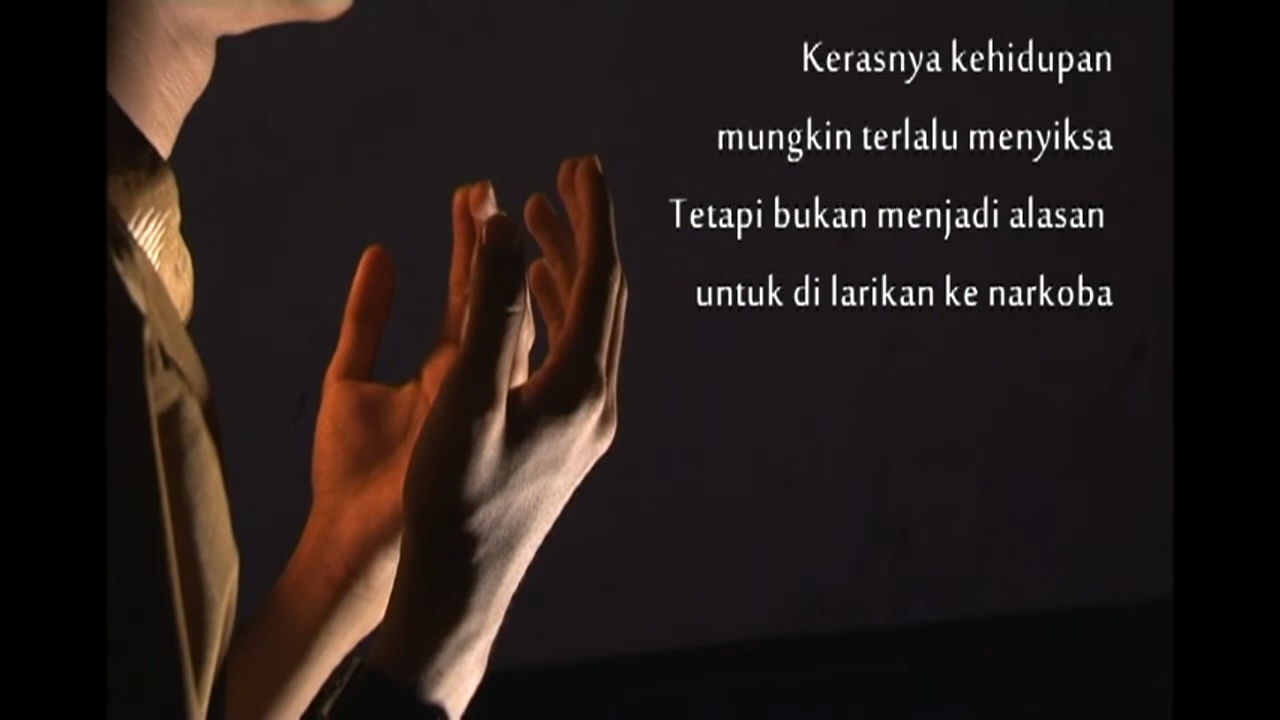 Kerasnya kehidupan
mungkin terlalu menyiksa
Tetapi bukan menjadi alasan
untuk di larikan ke narkoba